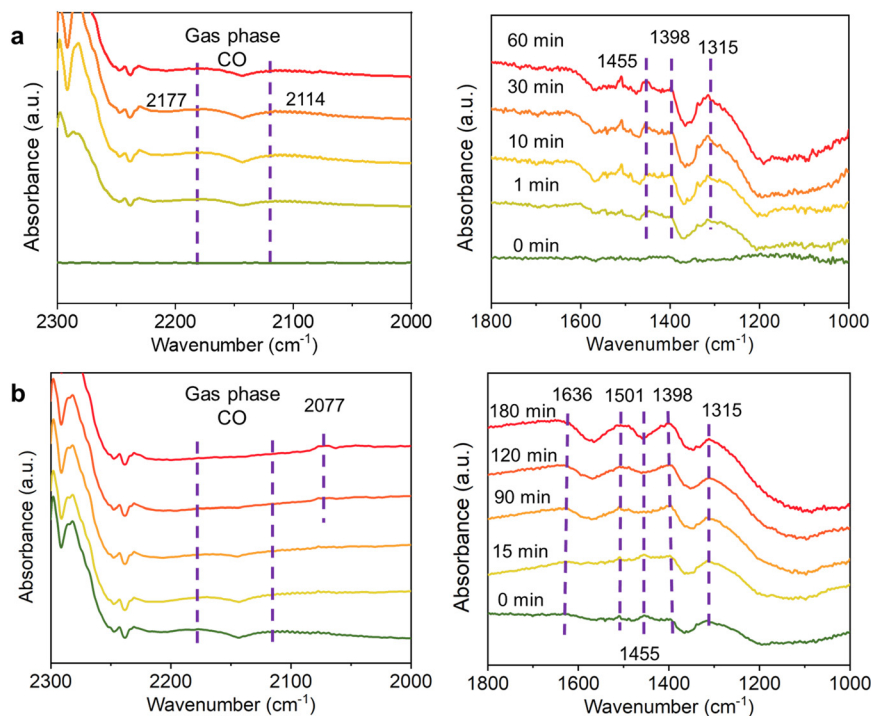 a
Gas phase
CO
2177
2114
Absorbance (a.u.)
2300
2200
2100
2000
Wavenumber (cm⁻¹)
60 min
1455
1398
1315
30 min
10 min
1 min
0 min
Absorbance (a.u.)
1800
1600
1400
1200
1000
Wavenumber (cm⁻¹)
b
Gas phase
CO
2077
Absorbance (a.u.)
2300
2200
2100
2000
Wavenumber (cm⁻¹)
1636
1501
1398
1315
180 min
120 min
90 min
15 min
0 min
1455
Absorbance (a.u.)
1800
1600
1400
1200
1000
Wavenumber (cm⁻¹)